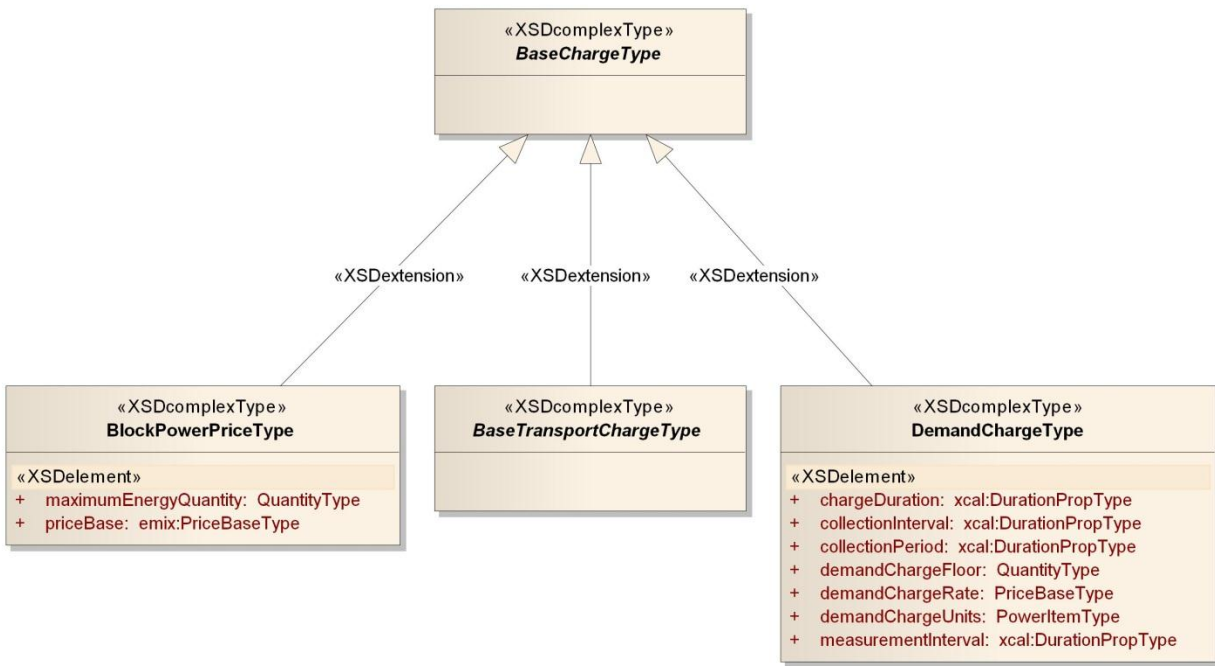 «XSDcomplexType»
BaseChargeType
«XSDextension»
«XSDextension»
«XSDextension»
«XSDcomplexType»
BlockPowerPriceType
«XSDelement»
+ maximumEnergyQuantity: QuantityType
+ priceBase: emix:PriceBaseType
«XSDcomplexType»
BaseTransportChargeType
«XSDcomplexType»
DemandChargeType
«XSDelement»
+ chargeDuration: xcal:DurationPropType
+ collectionInterval: xcal:DurationPropType
+ collectionPeriod: xcal:DurationPropType
+ demandChargeFloor: QuantityType
+ demandChargeRate: PriceBaseType
+ demandChargeUnits: PowerItemType
+ measurementInterval: xcal:DurationPropType